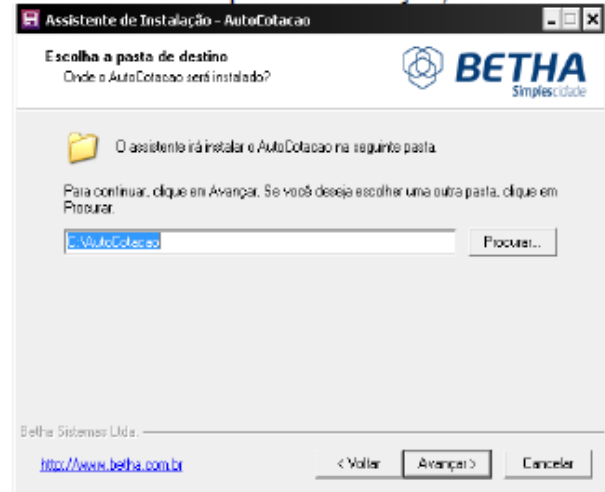 Assistente de Instalação - AutoCotacao
Escolha a pasta de destino
Onde o AutoCotacao será instalado?
BETHA
Simplescidade
O assistente irá instalar o AutoCotacao na seguinte pasta.
Para continuar, clique em Avançar. Se você deseja escolher uma outra pasta, clique em
Procurar.
C:\AutoCotacao
Procurar...
Betha Sistemas Ltda.
http://www.betha.com.br
< Voltar
Avançar >
Cancelar